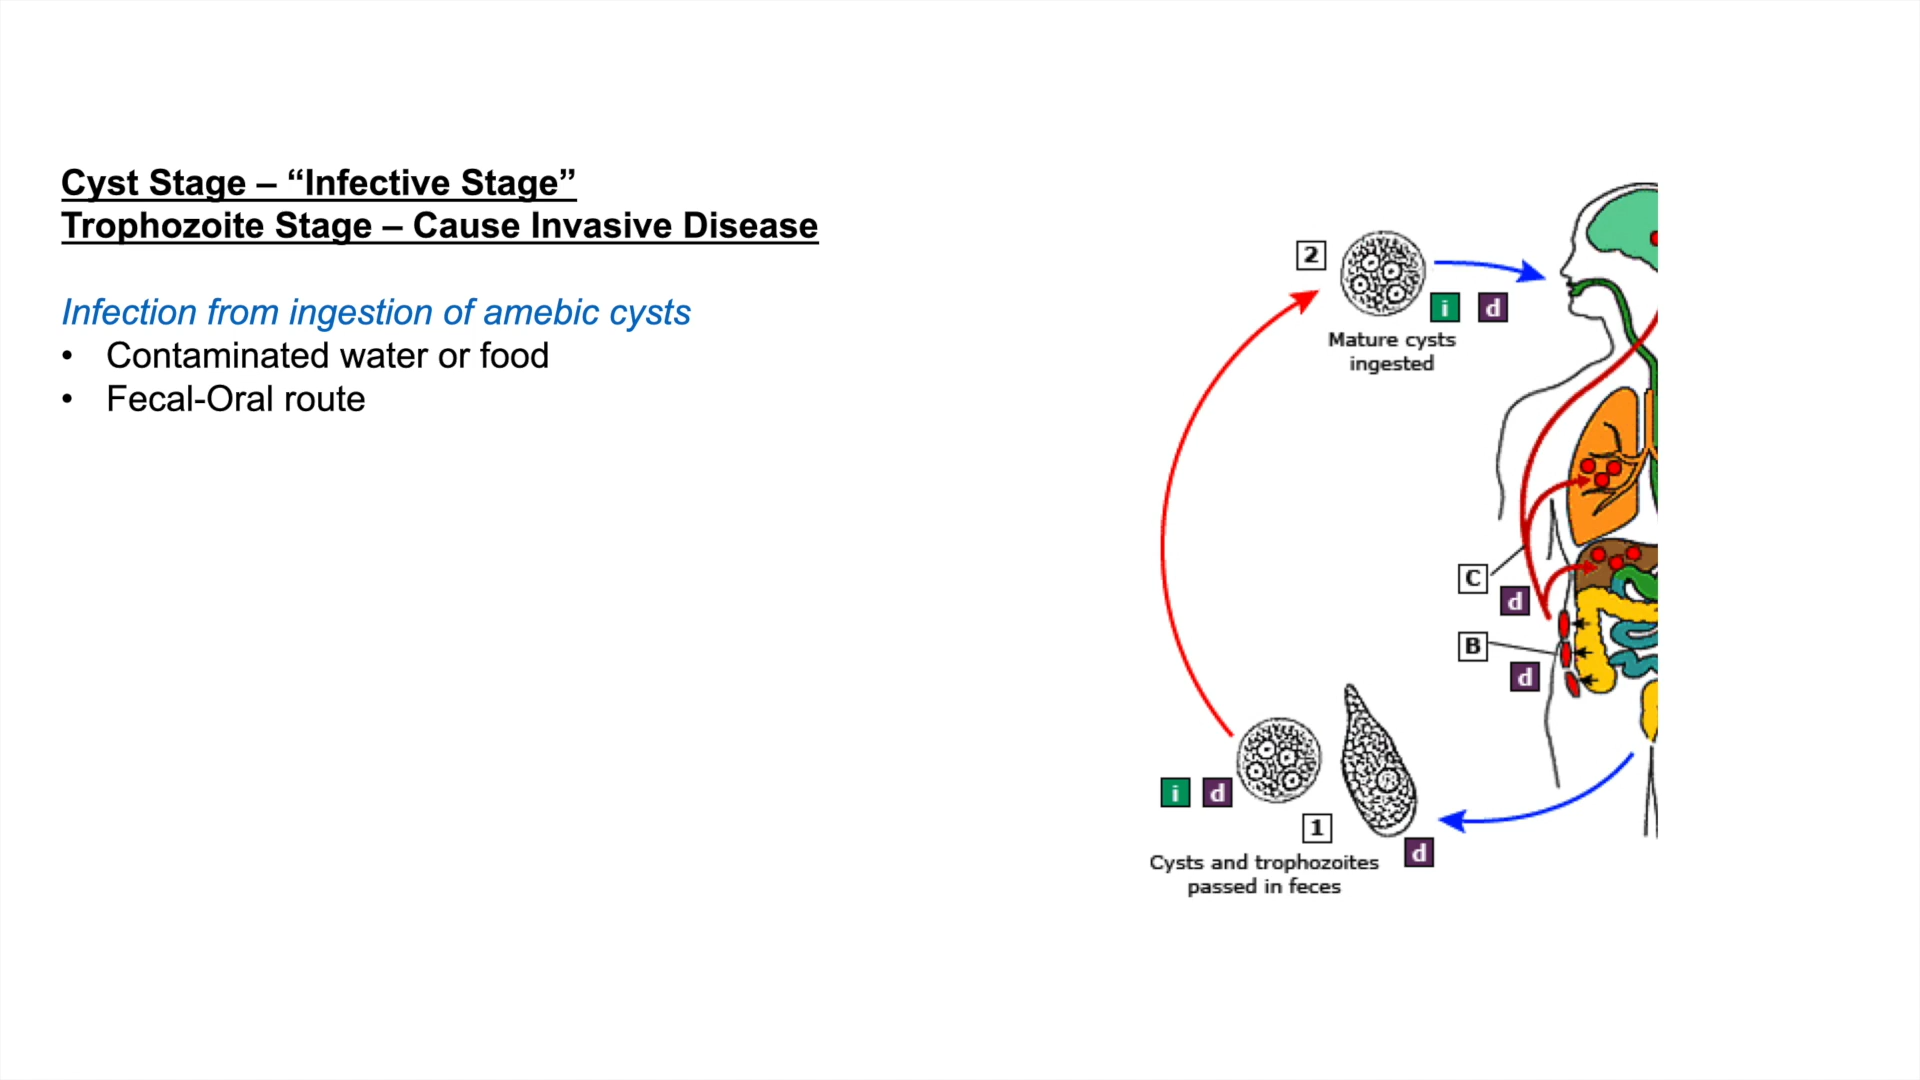 Cyst Stage – “Infective Stage”
Trophozoite Stage – Cause Invasive Disease
Infection from ingestion of amebic cysts
• Contaminated water or food
• Fecal-Oral route
2
i d
Mature cysts
ingested
C
d
B
d
i d
1
d
Cysts and trophozoites
passed in feces